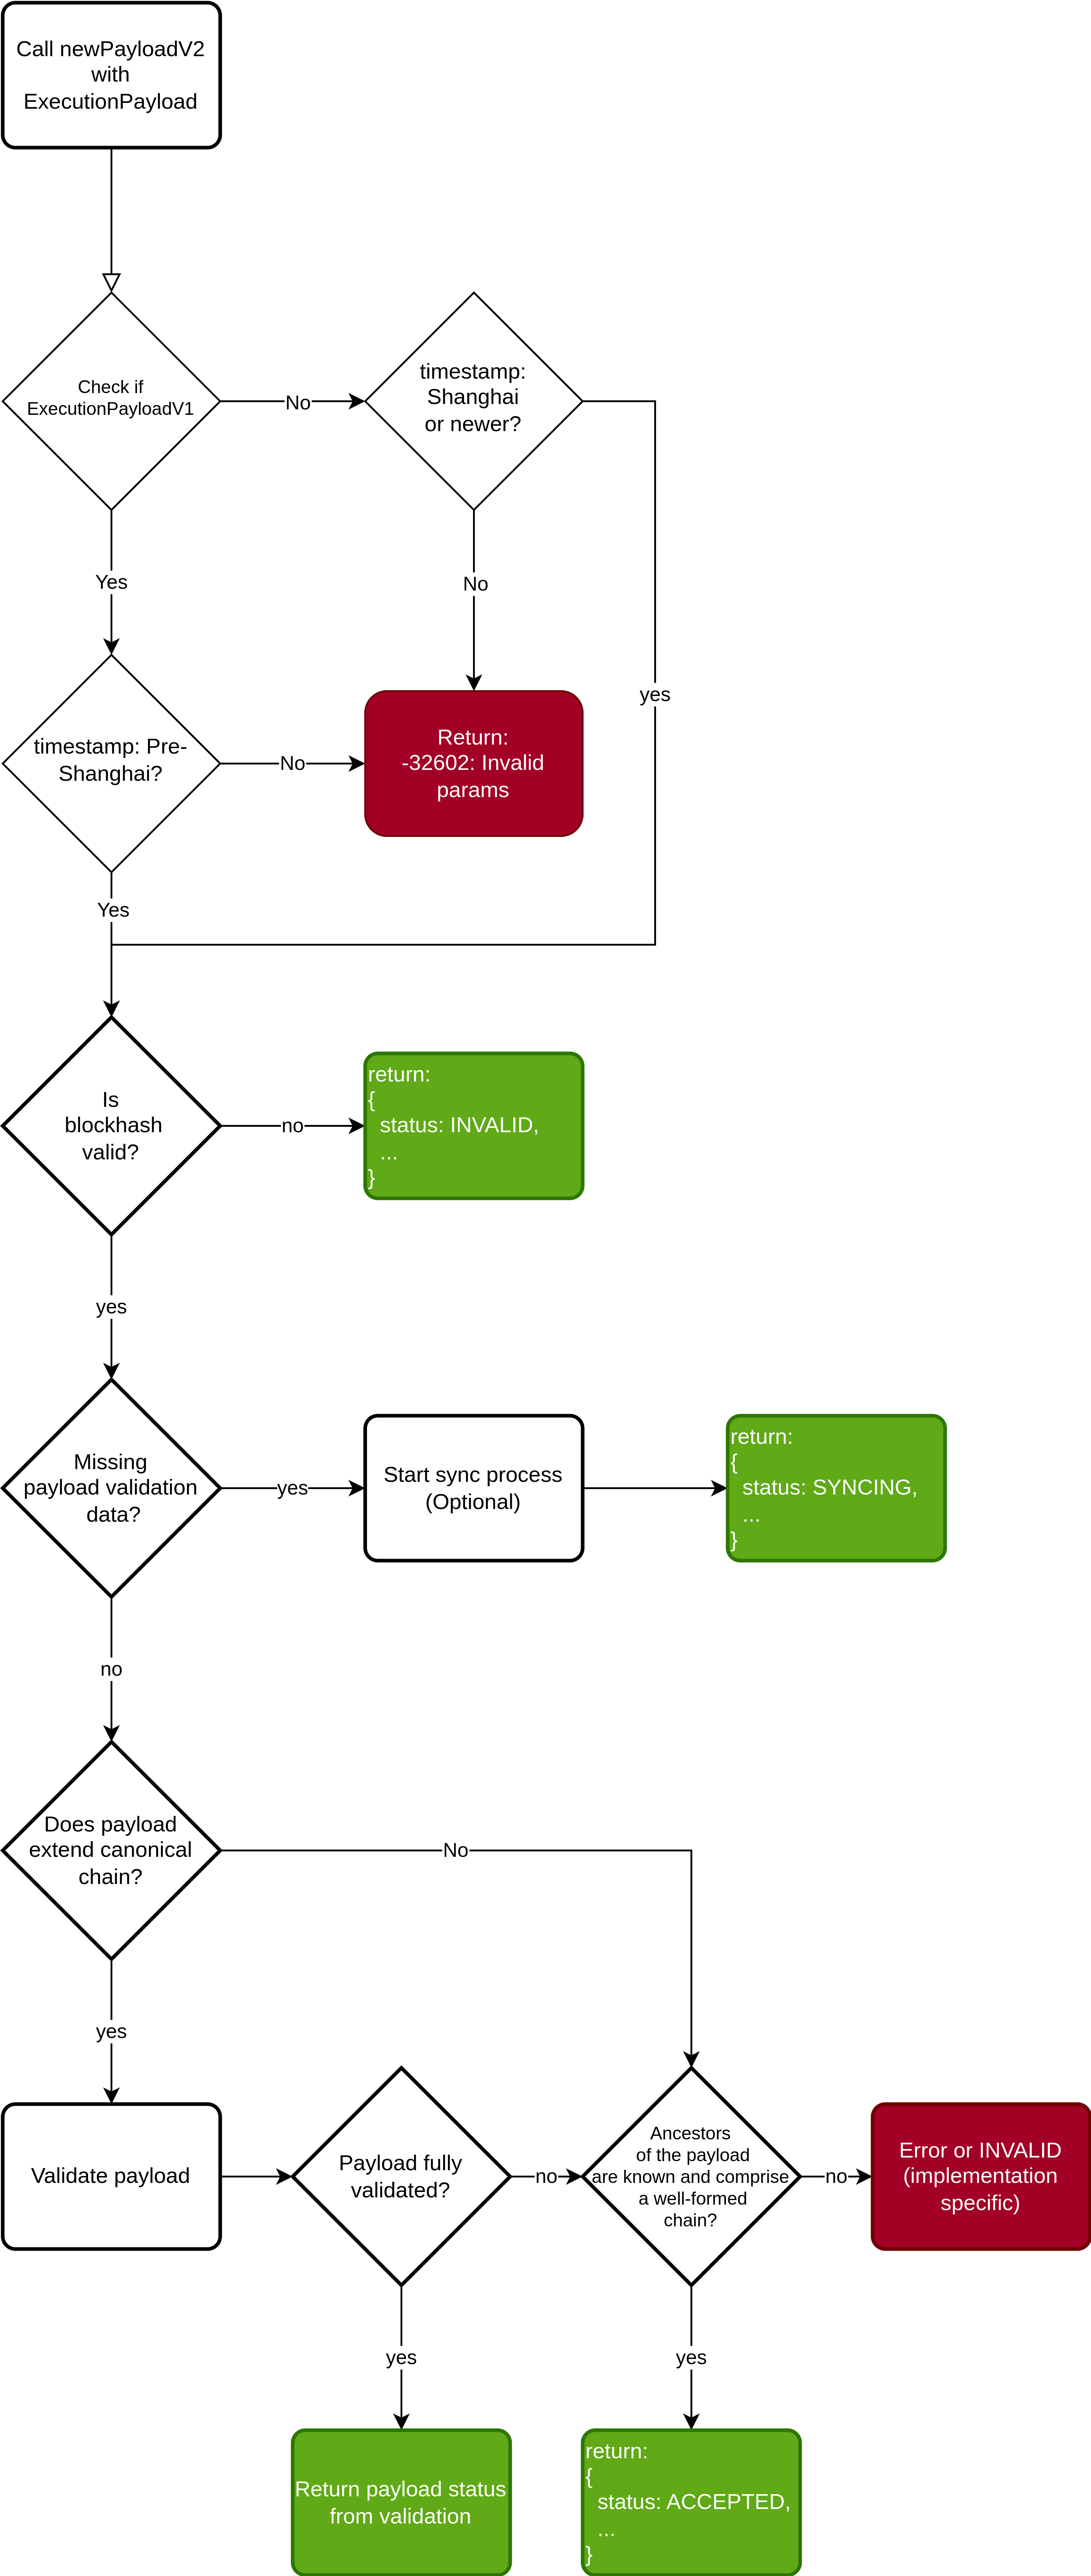 Call newPayloadV2
with
ExecutionPayload
Check if
ExecutionPayloadV1
No
timestamp:
Shanghai
or newer?
Yes
No
yes
timestamp: Pre-
Shanghai?
No
Return:
-32602: Invalid
params
Yes
Is
blockhash
valid?
no
return:
{
status: INVALID,
...
}
yes
Missing
payload validation
data?
yes
Start sync process
(Optional)
return:
{
status: SYNCING,
...
}
no
Does payload
extend canonical
chain?
No
yes
Validate payload
Payload fully
validated?
no
Ancestors
of the payload
are known and comprise
a well-formed
chain?
no
Error or INVALID
(implementation
specific)
yes
yes
Return payload status
from validation
return:
{
status: ACCEPTED,
...
}